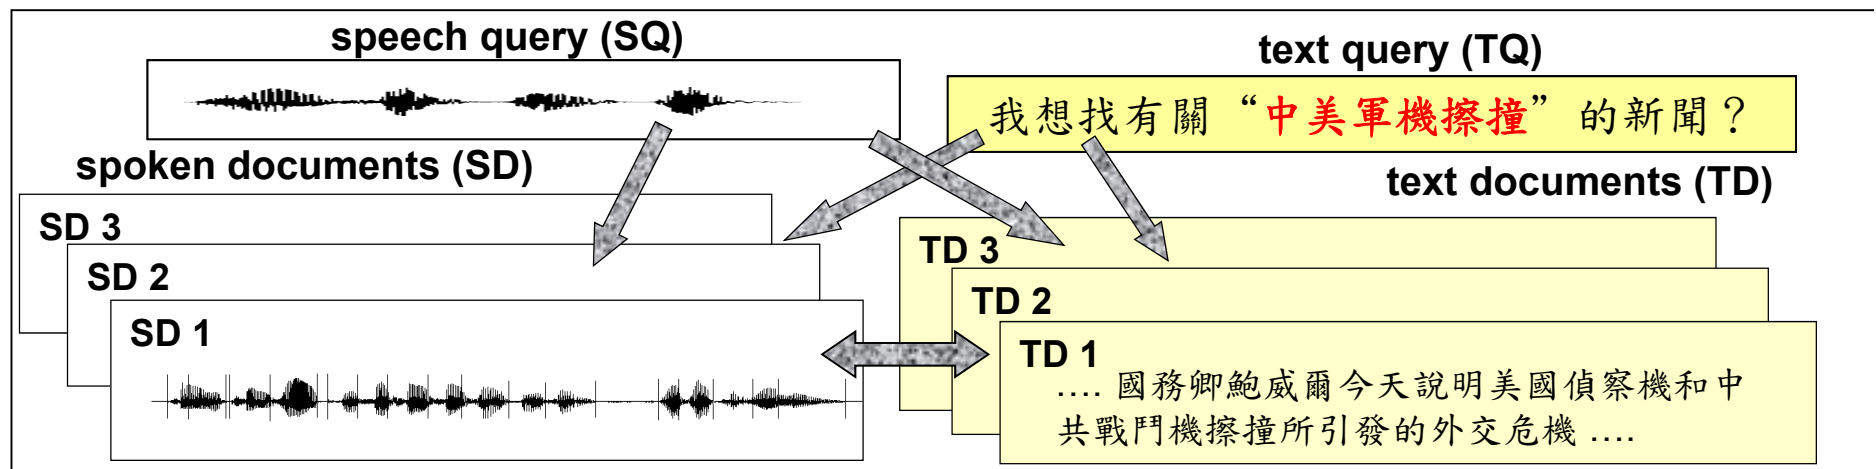 speech query (SQ)
text query (TQ)
我想找有關“中美軍機擦撞”的新聞？
spoken documents (SD)
text documents (TD)
SD 3
SD 2
SD 1
TD 3
TD 2
TD 1
.... 國務卿鮑威爾今天說明美國偵察機和中
共戰鬥機擦撞所引發的外交危機 ....